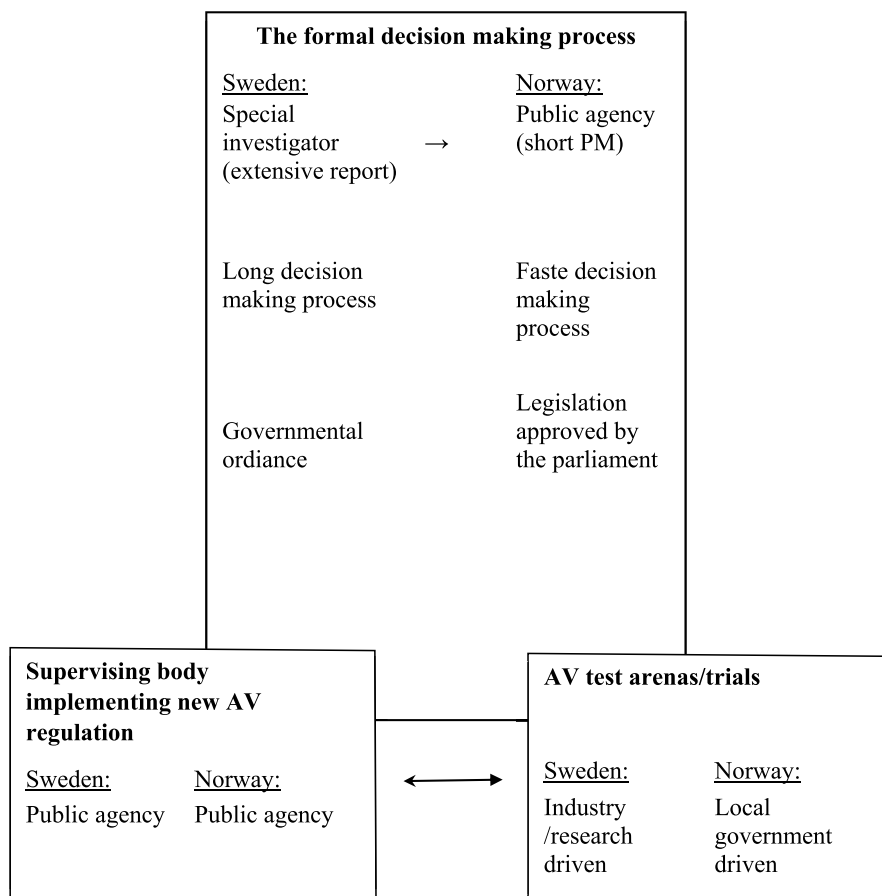 The formal decision making process
Sweden:
Special
investigator →
(extensive report)
Norway:
Public agency
(short PM)
Long decision
making process
Faste decision
making
process
Governmental
ordiance
Legislation
approved by
the parliament
Supervising body
implementing new AV
regulation
Sweden:
Public agency
Norway:
Public agency
AV test arenas/trials
Sweden:
Industry
/research
driven
Norway:
Local
government
driven